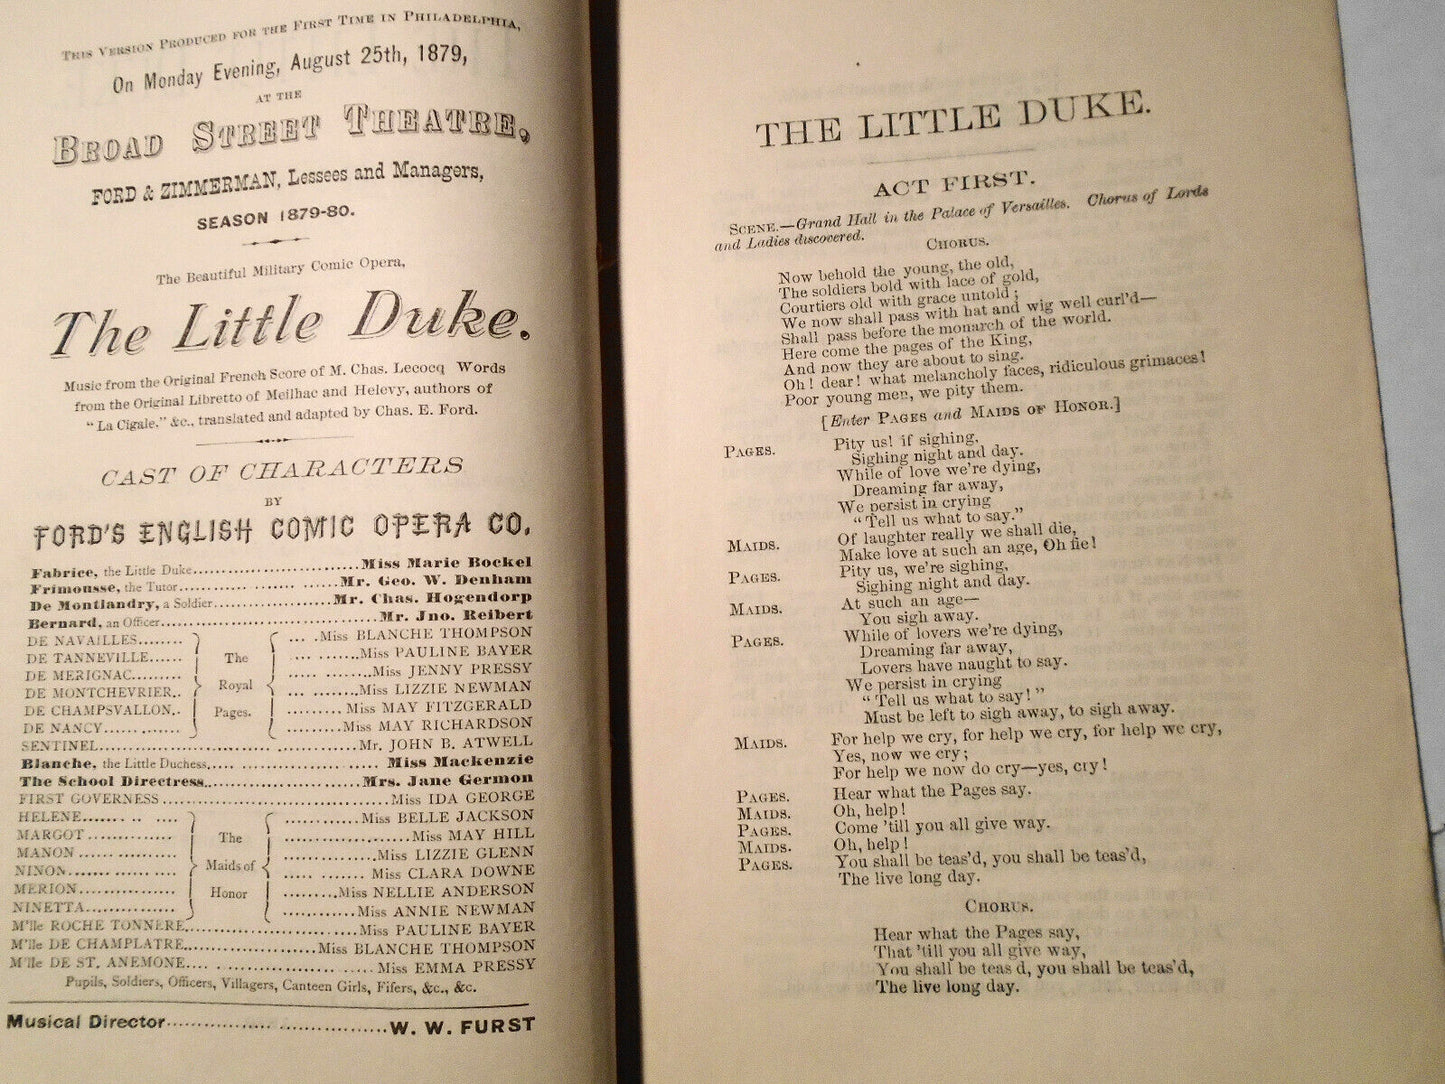 This Version Produced for the First Time in Philadelphia,
On Monday Evening, August 25th, 1879,
AT THE
Broad Street Theatre,
FORD & ZIMMERMAN, Lessees and Managers,
SEASON 1879-80.
The Beautiful Military Comic Opera,
The Little Duke.
Music from the Original French Score of M. Chas. Lecocq Words
from the Original Libretto of Meilhac and Helevy, authors of
"La Cigale," &c., translated and adapted by Chas. E. Ford.
CAST OF CHARACTERS
BY
FORD'S ENGLISH COMIC OPERA CO.
Fabrice, the Little Duke..............................Miss Marie Bockel
Frimousse, the Tutor..............................Mr. Geo. W. Denham
De Montlandry, a Soldier..............................Mr. Chas. Hogendorp
Bernard, an Officer..............................Mr. Jno. Reibert
DE NAVAILLES........ Miss BLANCHE THOMPSON
DE TANNEVILLE...... The Miss PAULINE BAYER
DE MERIGNAC......... Miss JENNY PRESSY
DE MONTCHEVRIER.. Royal Miss LIZZIE NEWMAN
DE CHAMPSVALLON.. Pages. Miss MAY FITZGERALD
DE NANCY............ Miss MAY RICHARDSON
SENTINEL..............................Mr. JOHN B. ATWELL
Blanche, the Little Duchess..............................Miss Mackenzie
The School Directress..............................Mrs. Jane Germon
FIRST GOVERNESS..............................Miss IDA GEORGE
HELENE............ Miss BELLE JACKSON
MARGOT............ The Miss MAY HILL
MANON............ Miss LIZZIE GLENN
NINON............ Maids of Miss CLARA DOWNE
MERION............ Honor Miss NELLIE ANDERSON
NINETTA............ Miss ANNIE NEWMAN
M'lle ROCHE TONNERE..............................Miss PAULINE BAYER
M'lle DE CHAMPLATRE..............................Miss BLANCHE THOMPSON
M'lle DE ST. ANEMONE..............................Miss EMMA PRESSY
Pupils, Soldiers, Officers, Villagers, Canteen Girls, Fifers, &c., &c.
Musical Director..............................W. W. FURST
THE LITTLE DUKE.
ACT FIRST.
Scene.—Grand Hall in the Palace of Versailles. Chorus of Lords
and Ladies discovered.
Chorus.
Now behold the young, the old,
The soldiers bold with lace of gold,
Courtiers old with grace untold;
We now shall pass with hat and wig well curl'd—
Shall pass before the monarch of the world.
Here come the pages of the King,
And now they are about to sing.
Oh! dear! what melancholy faces, ridiculous grimaces!
Poor young men, we pity them.
[Enter Pages and Maids of Honor.]
Pages. Pity us! if sighing,
Sighing night and day.
While of love we're dying,
Dreaming far away,
We persist in crying
"Tell us what to say."
Maids. Of laughter really we shall die,
Make love at such an age, Oh fie!
Pages. Pity us, we're sighing,
Sighing night and day.
Maids. At such an age—
You sigh away.
Pages. While of lovers we're dying,
Dreaming far away,
Lovers have naught to say.
We persist in crying
"Tell us what to say!"
Must be left to sigh away, to sigh away.
Maids. For help we cry, for help we cry, for help we cry,
Yes, now we cry;
For help we now do cry—yes, cry!
Pages. Hear what the Pages say.
Maids. Oh, help!
Pages. Come 'till you all give way.
Maids. Oh, help!
Pages. You shall be teas'd, you shall be teas'd,
The live long day.
Chorus.
Hear what the Pages say,
That 'till you all give way,
You shall be teas d, you shall be teas'd,
The live long day.